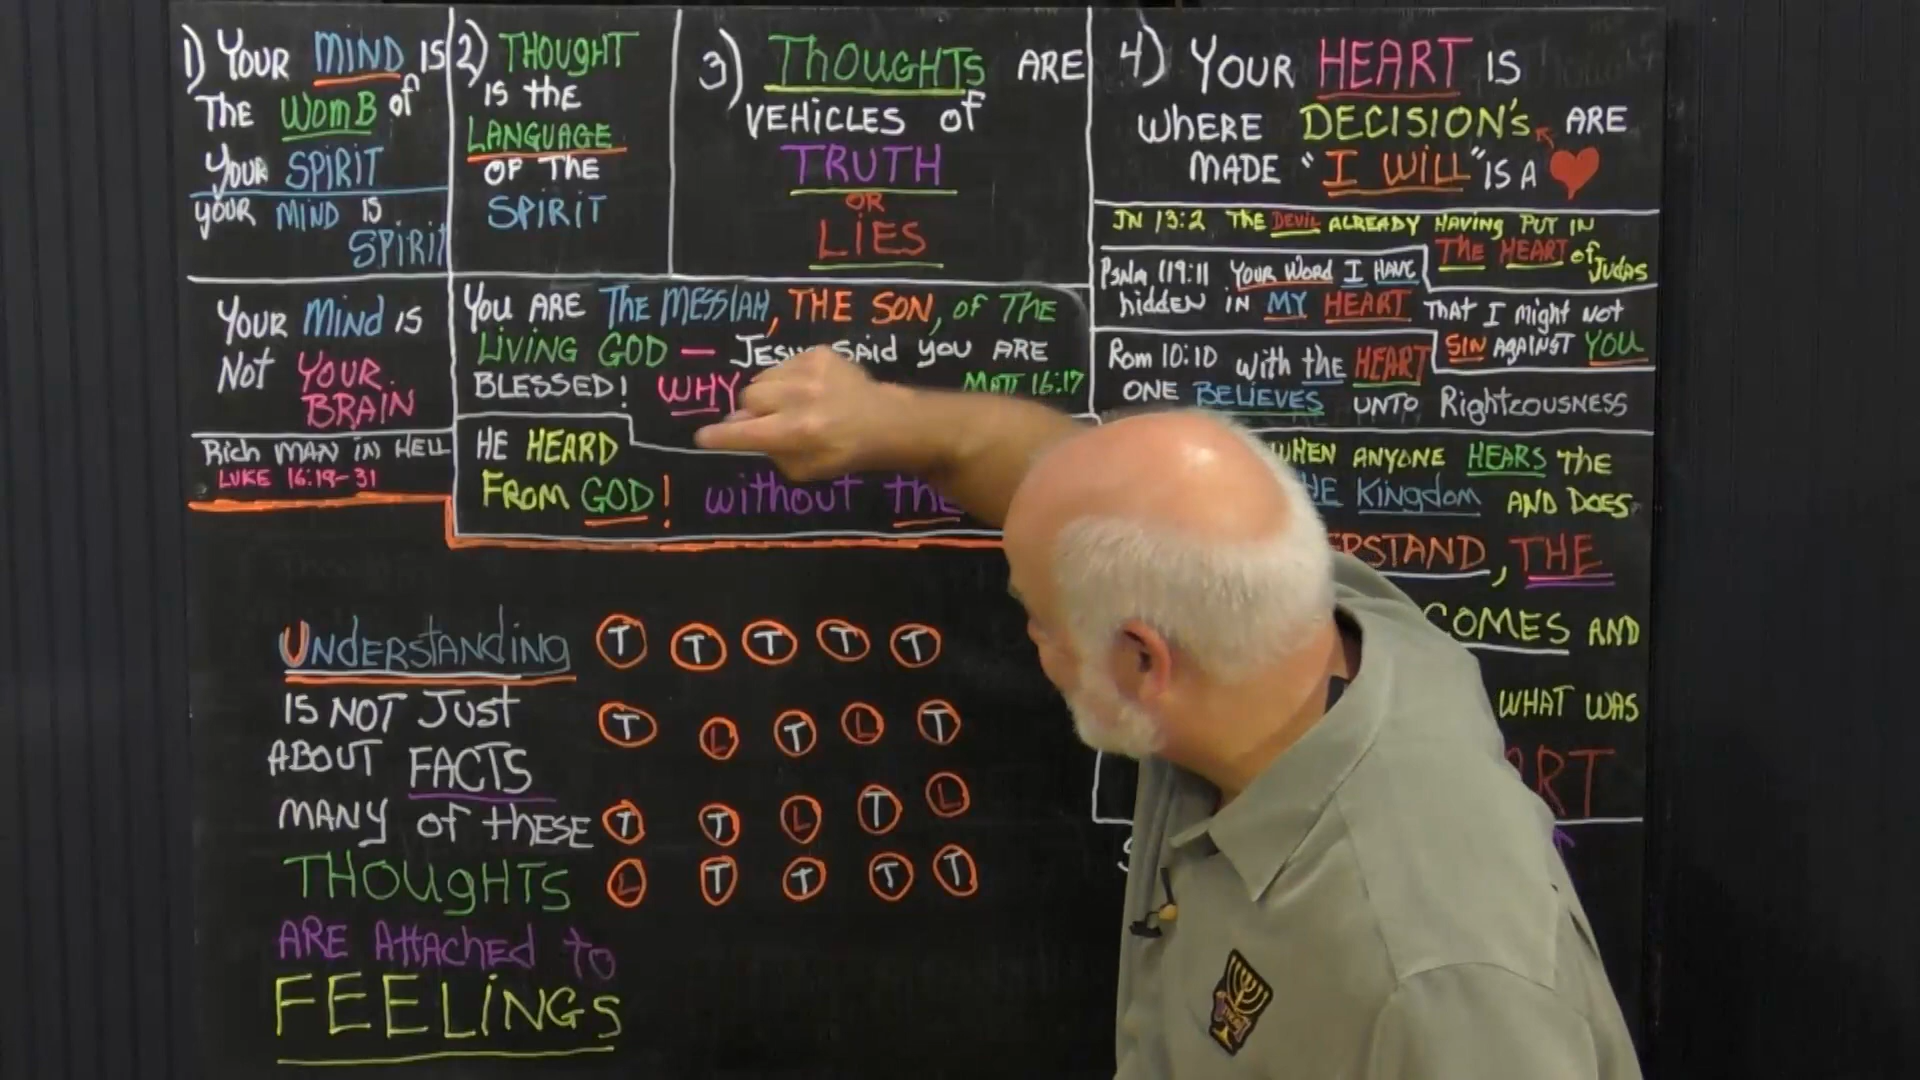 1) YOUR MIND IS
THE WOMB of
YOUR SPIRIT
YOUR MIND IS
SPIRIT
YOUR MIND IS
NOT YOUR
BRAIN
Rich MAN IN HELL
LUKE 16:19-31
2) THOUGHT
IS the
LANGUAGE
OF THE
SPIRIT
3) THOUGHTS ARE
VEHICLES of
TRUTH
OR
LIES
YOU ARE The MESSIAH, THE SON, of THE
LIVING GOD — JESUS SAID YOU ARE
BLESSED! WHY
MATT 16:17
HE HEARD
FROM GOD! without the
4) YOUR HEART IS
WHERE DECISION'S ARE
MADE "I WILL" IS A
JN 13:2 THE DEVIL ALREADY HAVING PUT IN
THE HEART of
JUDAS
PSALM 119:11 YOUR WORD I HAVE
hidden IN MY HEART THAT I might NOT
SIN AGAINST YOU
Rom 10:10 with the HEART
ONE BELIEVES UNTO RIGHTEOUSNESS
WHEN ANYONE HEARS THE
Kingdom AND DOES
, THE
COMES AND
WHAT WAS
UNDERSTANDING T T T T T
IS NOT JUST T L T L T
ABOUT FACTS
MANY of these T T L T L
THOUGHTS L T T T T
ARE ATTACHED to
FEELINGS